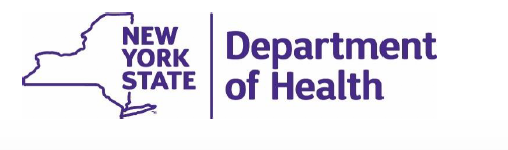 NEW
YORK
STATE
Department
of Health